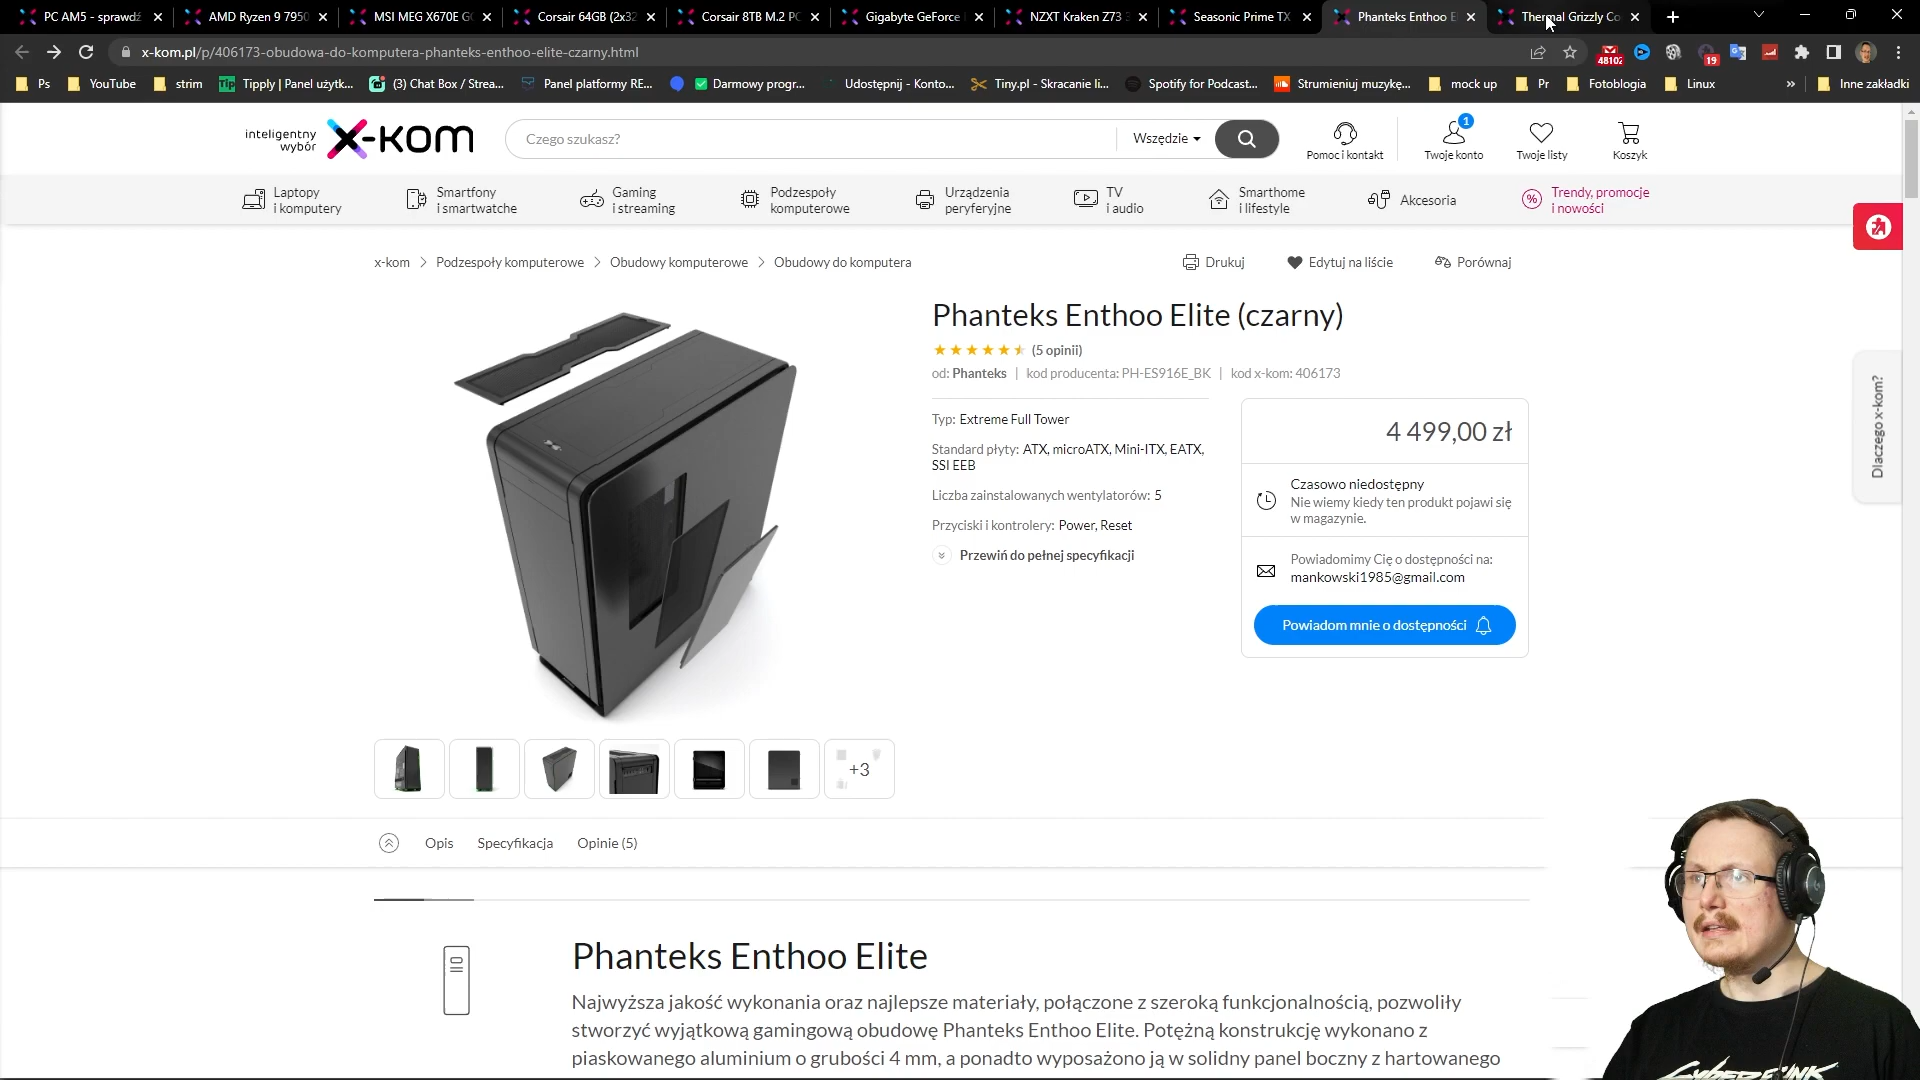 PC AM5 - sprawdź
AMD Ryzen 9 7950
MSI MEG X670E G
Corsair 64GB (2x32
Corsair 8TB M.2 PC
Gigabyte GeForce
NZXT Kraken Z73 3
Seasonic Prime TX
Phanteks Enthoo E
Thermal Grizzly Co
x-kom.pl/p/406173-obudowa-do-komputera-phanteks-enthoo-elite-czarny.html
48102
19
Ps
YouTube
strim
Tip
Tipply | Panel użytk...
(3) Chat Box / Strea...
Panel platformy RE...
Darmowy progr...
Udostępnij - Konto...
Tiny.pl - Skracanie li...
Spotify for Podcast...
Strumieniuj muzykę...
mock up
Pr
Fotoblogia
Linux
»
Inne zakładki
inteligentny
wybór
x-kom
Czego szukasz?
Wszędzie
Pomoc i kontakt
1
Twoje konto
Twoje listy
Koszyk
Laptopy
i komputery
Smartfony
i smartwatche
Gaming
i streaming
Podzespoły
komputerowe
Urządzenia
peryferyjne
TV
i audio
Smarthome
i lifestyle
Akcesoria
%
Trendy, promocje
i nowości
x-kom > Podzespoły komputerowe > Obudowy komputerowe > Obudowy do komputera
Drukuj
Edytuj na liście
Porównaj
Phanteks Enthoo Elite (czarny)
(5 opinii)
od: Phanteks | kod producenta: PH-ES916E_BK | kod x-kom: 406173
Typ: Extreme Full Tower
Standard płyty: ATX, microATX, Mini-ITX, EATX,
SSI EEB
Liczba zainstalowanych wentylatorów: 5
Przyciski i kontrolery: Power, Reset
Przewiń do pełnej specyfikacji
4 499,00 zł
Czasowo niedostępny
Nie wiemy kiedy ten produkt pojawi się
w magazynie.
Powiadomimy Cię o dostępności na:
mankowski1985@gmail.com
Powiadom mnie o dostępności
Dlaczego x-kom?
+3
Opis
Specyfikacja
Opinie (5)
Phanteks Enthoo Elite
Najwyższa jakość wykonania oraz najlepsze materiały, połączone z szeroką funkcjonalnością, pozwoliły
stworzyć wyjątkową gamingową obudowę Phanteks Enthoo Elite. Potężną konstrukcję wykonano z
piaskowanego aluminium o grubości 4 mm, a ponadto wyposażono ją w solidny panel boczny z hartowanego